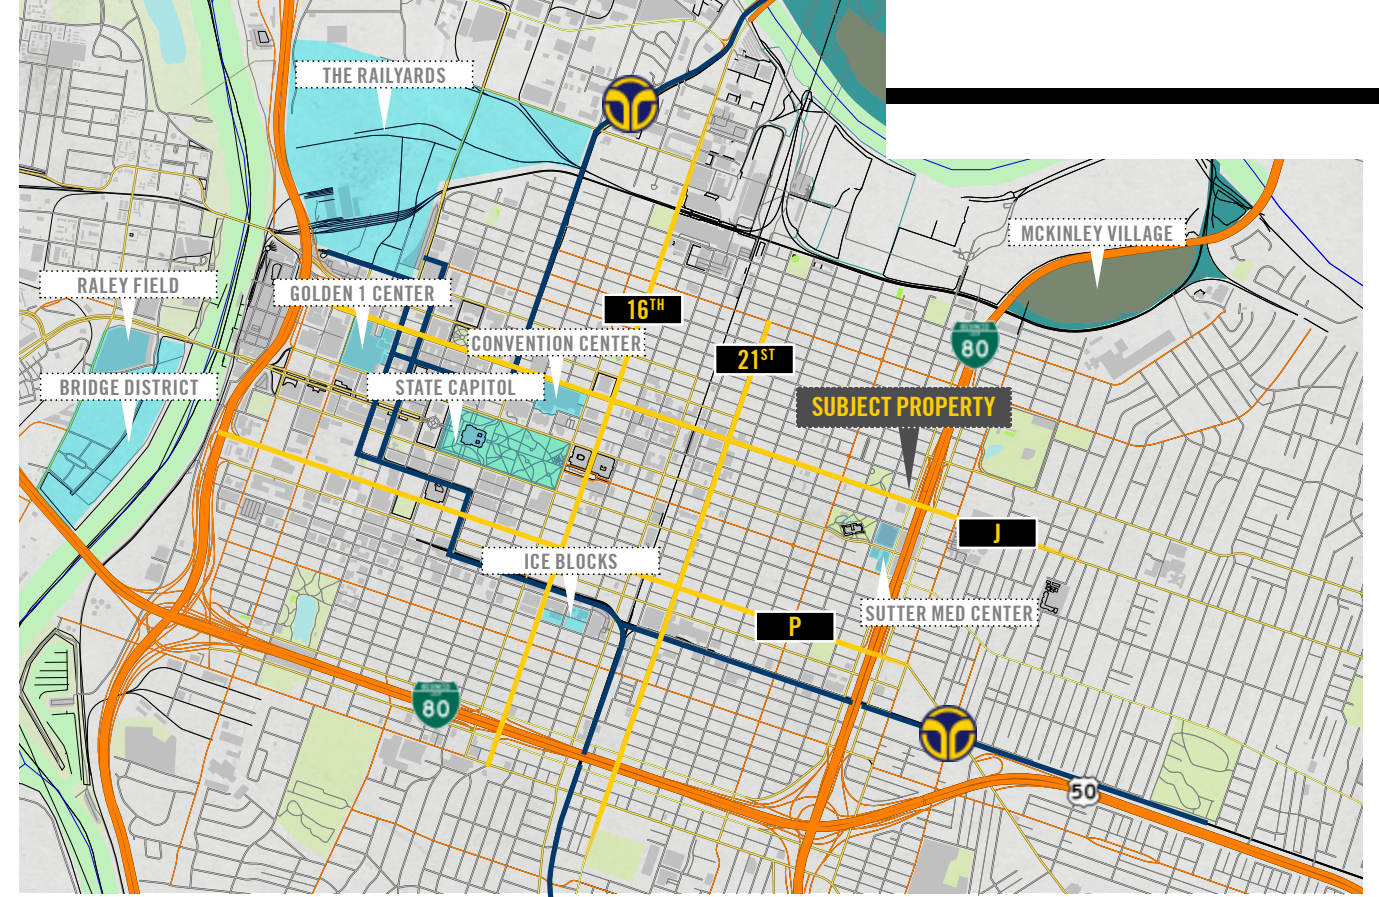 THE RAILYARDS
MCKINLEY VILLAGE
RALEY FIELD
GOLDEN 1 CENTER
16TH
CONVENTION CENTER
80
21ST
BRIDGE DISTRICT
STATE CAPITOL
SUBJECT PROPERTY
J
ICE BLOCKS
SUTTER MED CENTER
P
80
50